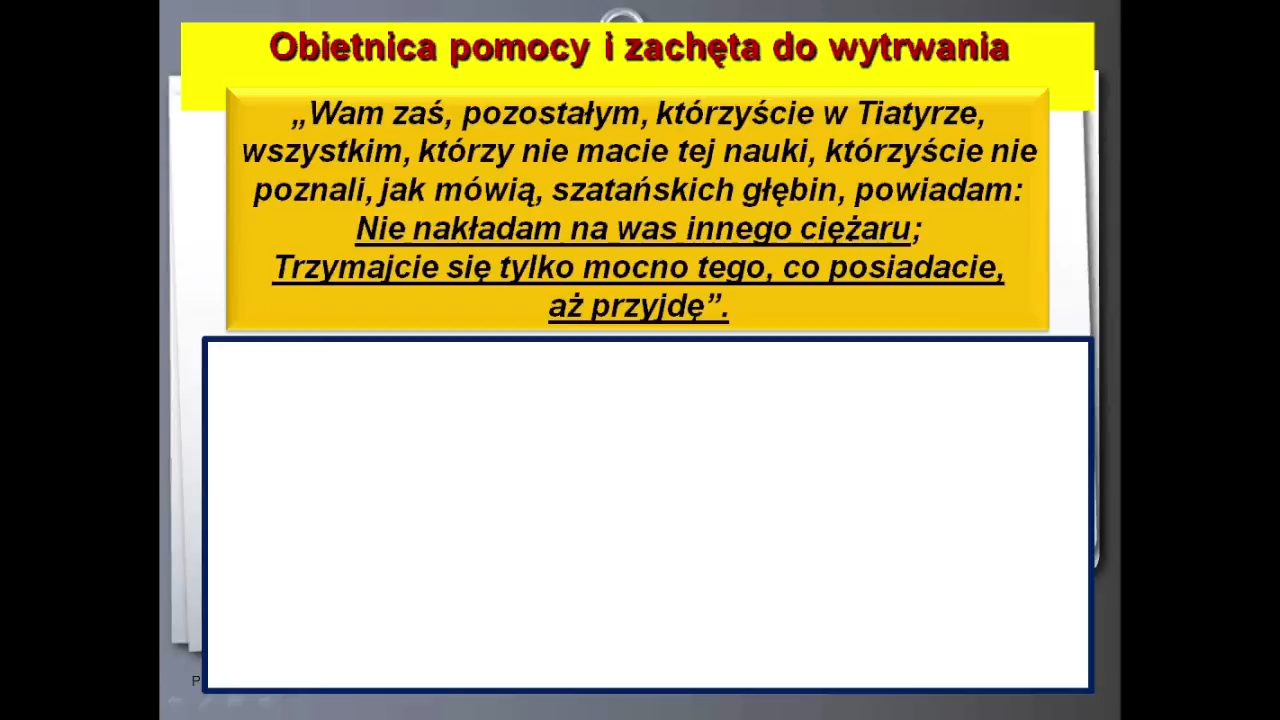 Obietnica pomocy i zachęta do wytrwania
„Wam zaś, pozostałym, którzyście w Tiatyrze,
wszystkim, którzy nie macie tej nauki, którzyście nie
poznali, jak mówią, szatańskich głębin, powiadam:
Nie nakładam na was innego ciężaru;
Trzymajcie się tylko mocno tego, co posiadacie,
aż przyjdę”.
P